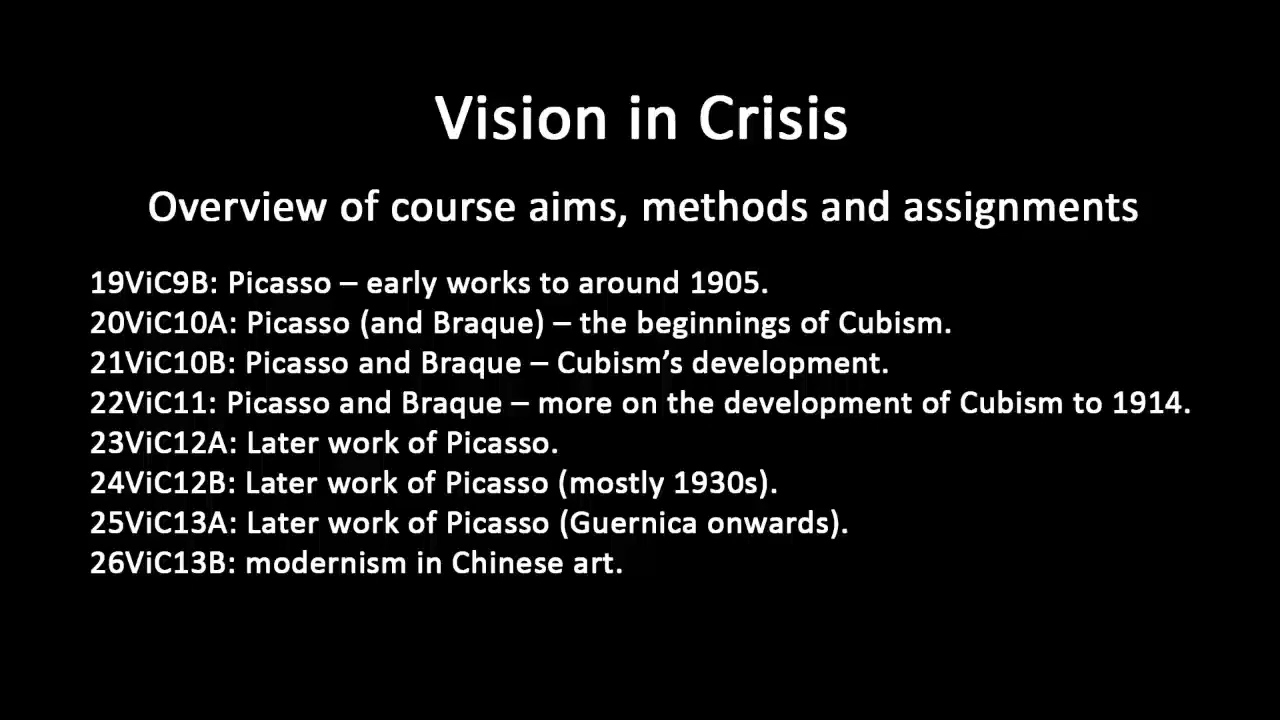 Vision in Crisis
Overview of course aims, methods and assignments
19ViC9B: Picasso – early works to around 1905.
20ViC10A: Picasso (and Braque) – the beginnings of Cubism.
21ViC10B: Picasso and Braque – Cubism’s development.
22ViC11: Picasso and Braque – more on the development of Cubism to 1914.
23ViC12A: Later work of Picasso.
24ViC12B: Later work of Picasso (mostly 1930s).
25ViC13A: Later work of Picasso (Guernica onwards).
26ViC13B: modernism in Chinese art.